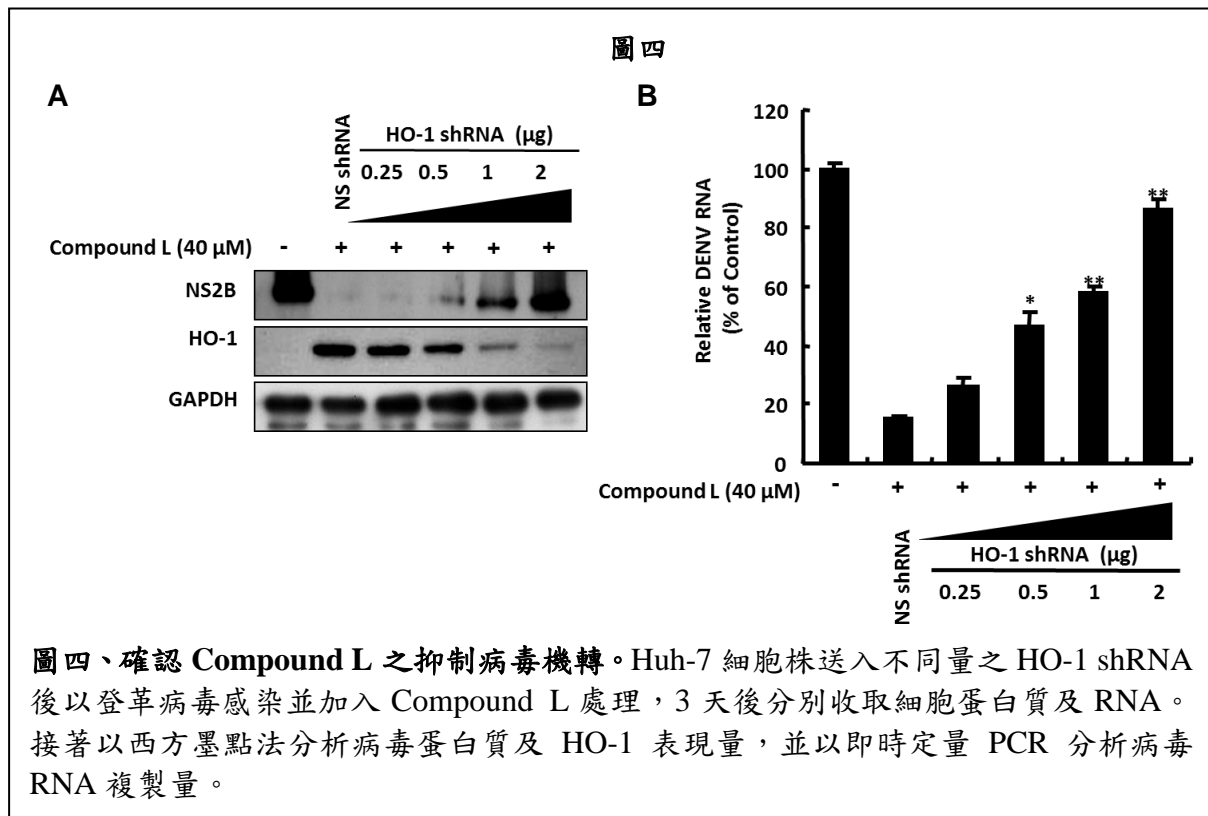 圖四
A
NS shRNA
HO-1 shRNA (μg)
0.25 0.5 1 2
Compound L (40 μM) - + + + + +
NS2B
HO-1
GAPDH
B
Relative DENV RNA
(% of Control)
120
100
80
60
40
20
0
* ** **
Compound L (40 μM) - + + + + +
NS shRNA
HO-1 shRNA (μg)
0.25 0.5 1 2
圖四、確認 Compound L 之抑制病毒機轉。Huh-7 細胞株送入不同量之 HO-1 shRNA
後以登革病毒感染並加入 Compound L 處理，3 天後分別收取細胞蛋白質及 RNA。
接著以西方墨點法分析病毒蛋白質及 HO-1 表現量，並以即時定量 PCR 分析病毒
RNA 複製量。